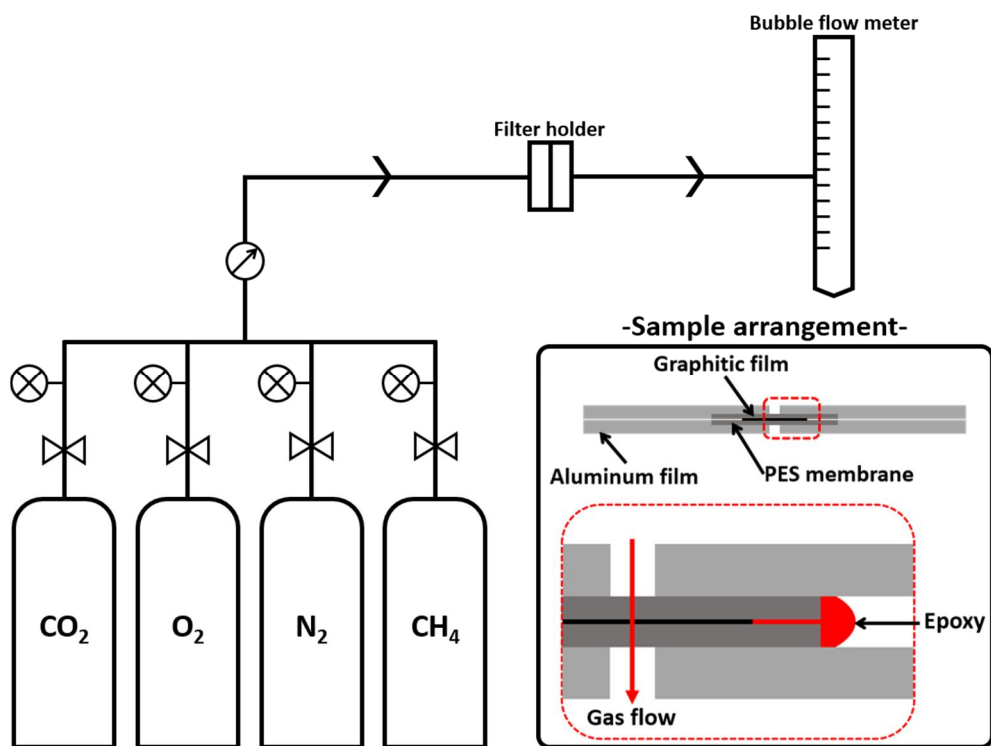 Bubble flow meter
Filter holder
-Sample arrangement-
Graphitic film
Aluminum film
PES membrane
CO₂
O₂
N₂
CH₄
Epoxy
Gas flow